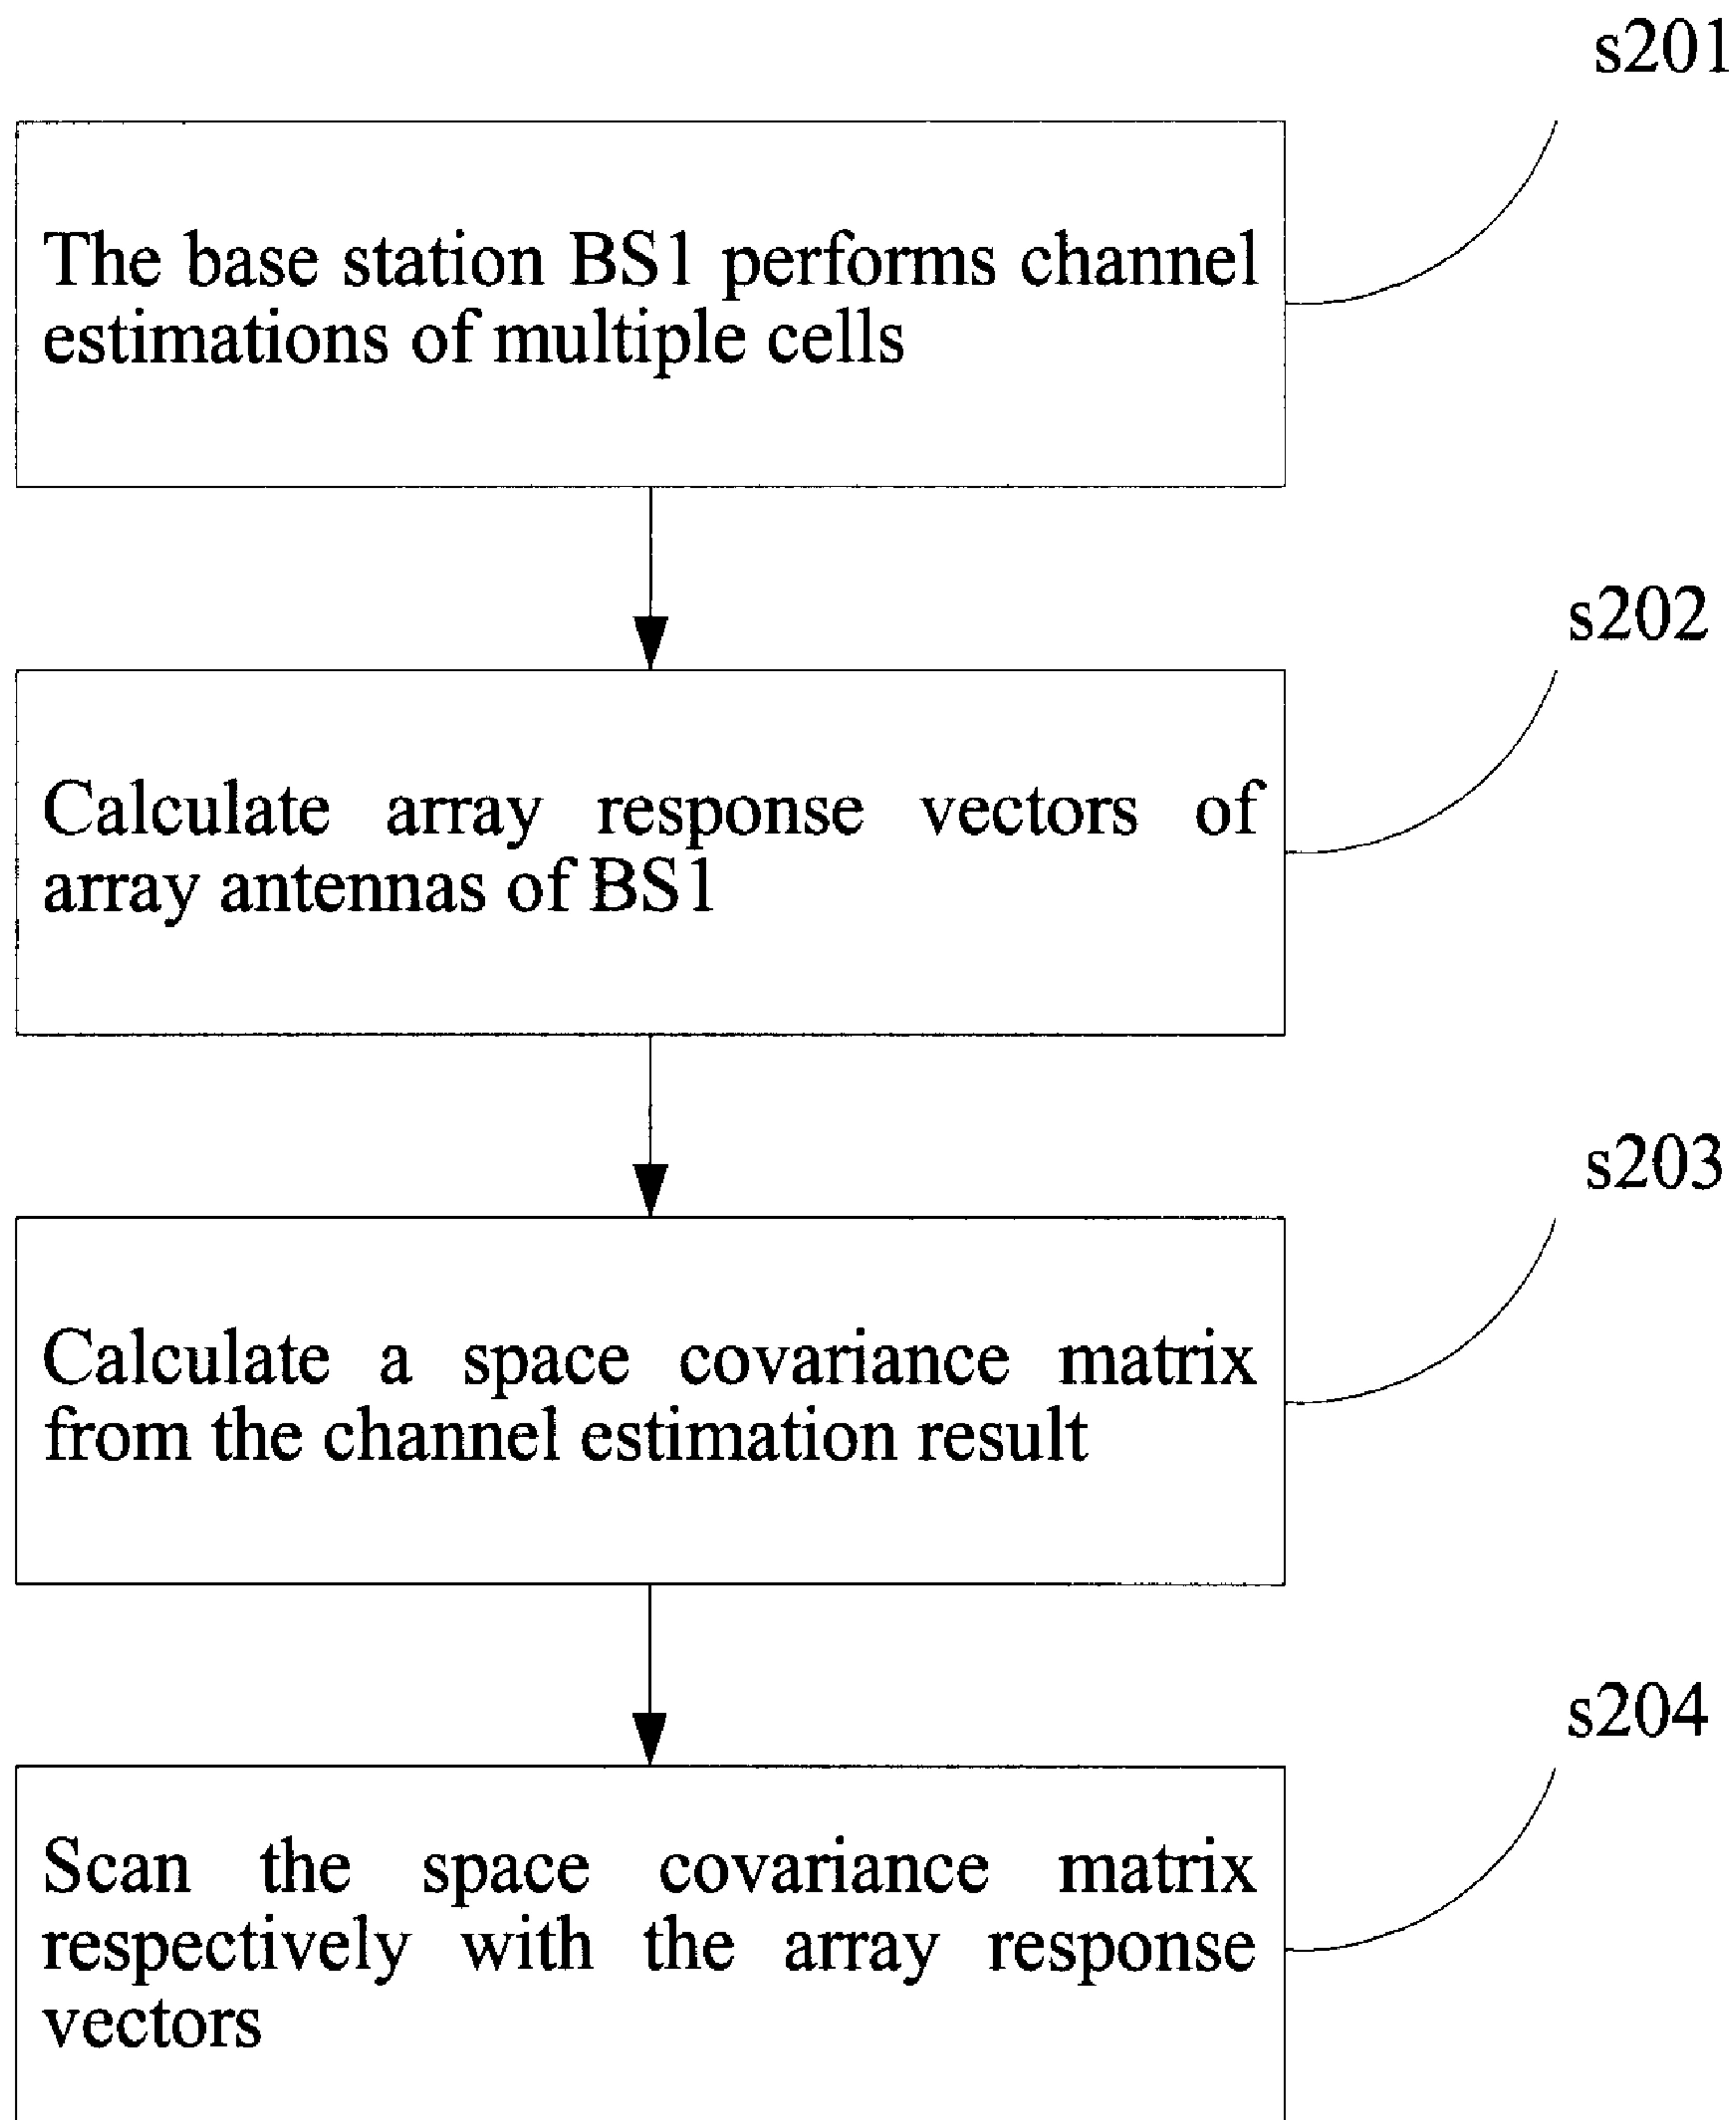 s201
The base station BS1 performs channel
estimations of multiple cells
s202
Calculate array response vectors of
array antennas of BS1
s203
Calculate a space covariance matrix
from the channel estimation result
s204
Scan the space covariance matrix
respectively with the array response
vectors